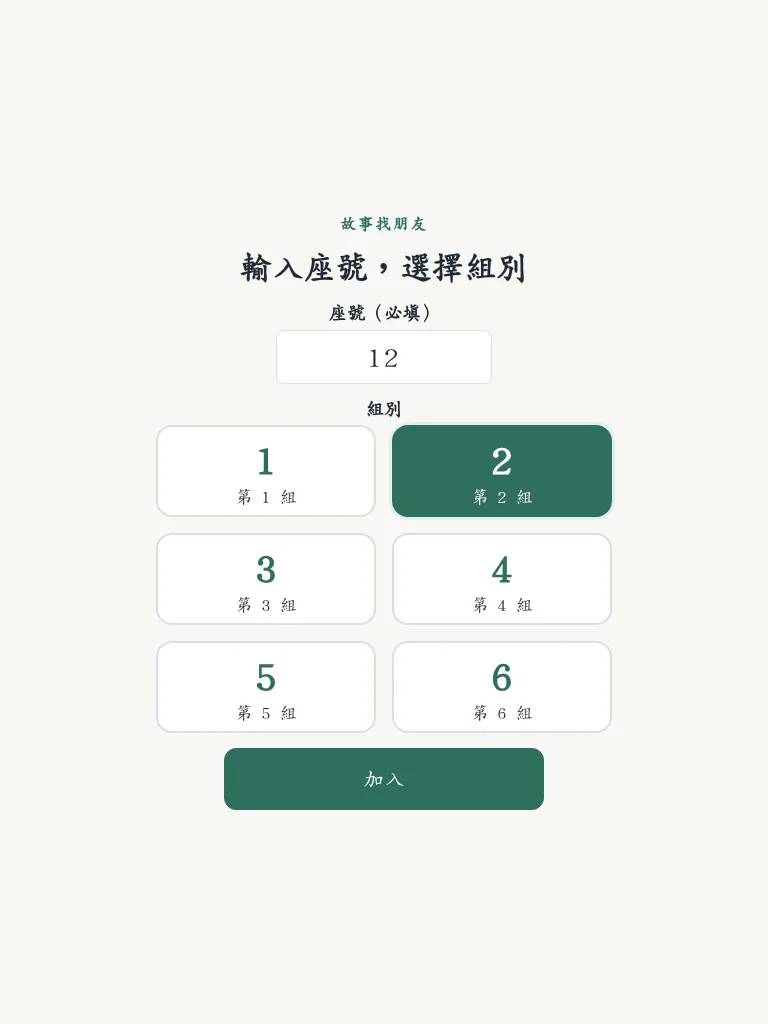 故事找朋友
輸入座號，選擇組別
座號（必填）
12
組別
1
第 1 組
2
第 2 組
3
第 3 組
4
第 4 組
5
第 5 組
6
第 6 組
加入